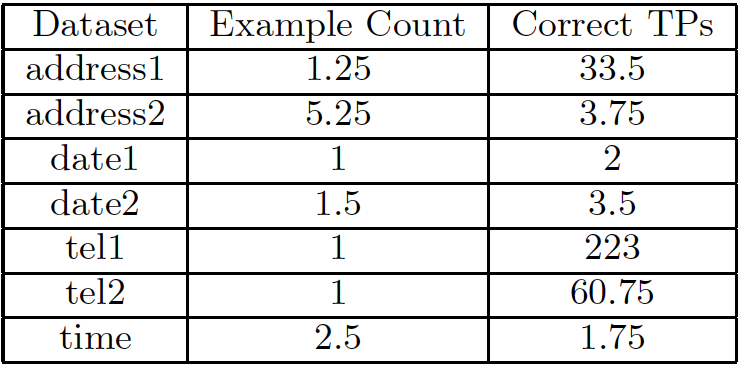 Dataset Example Count Correct TPs
address1 1.25 33.5
address2 5.25 3.75
date1 1 2
date2 1.5 3.5
tel1 1 223
tel2 1 60.75
time 2.5 1.75